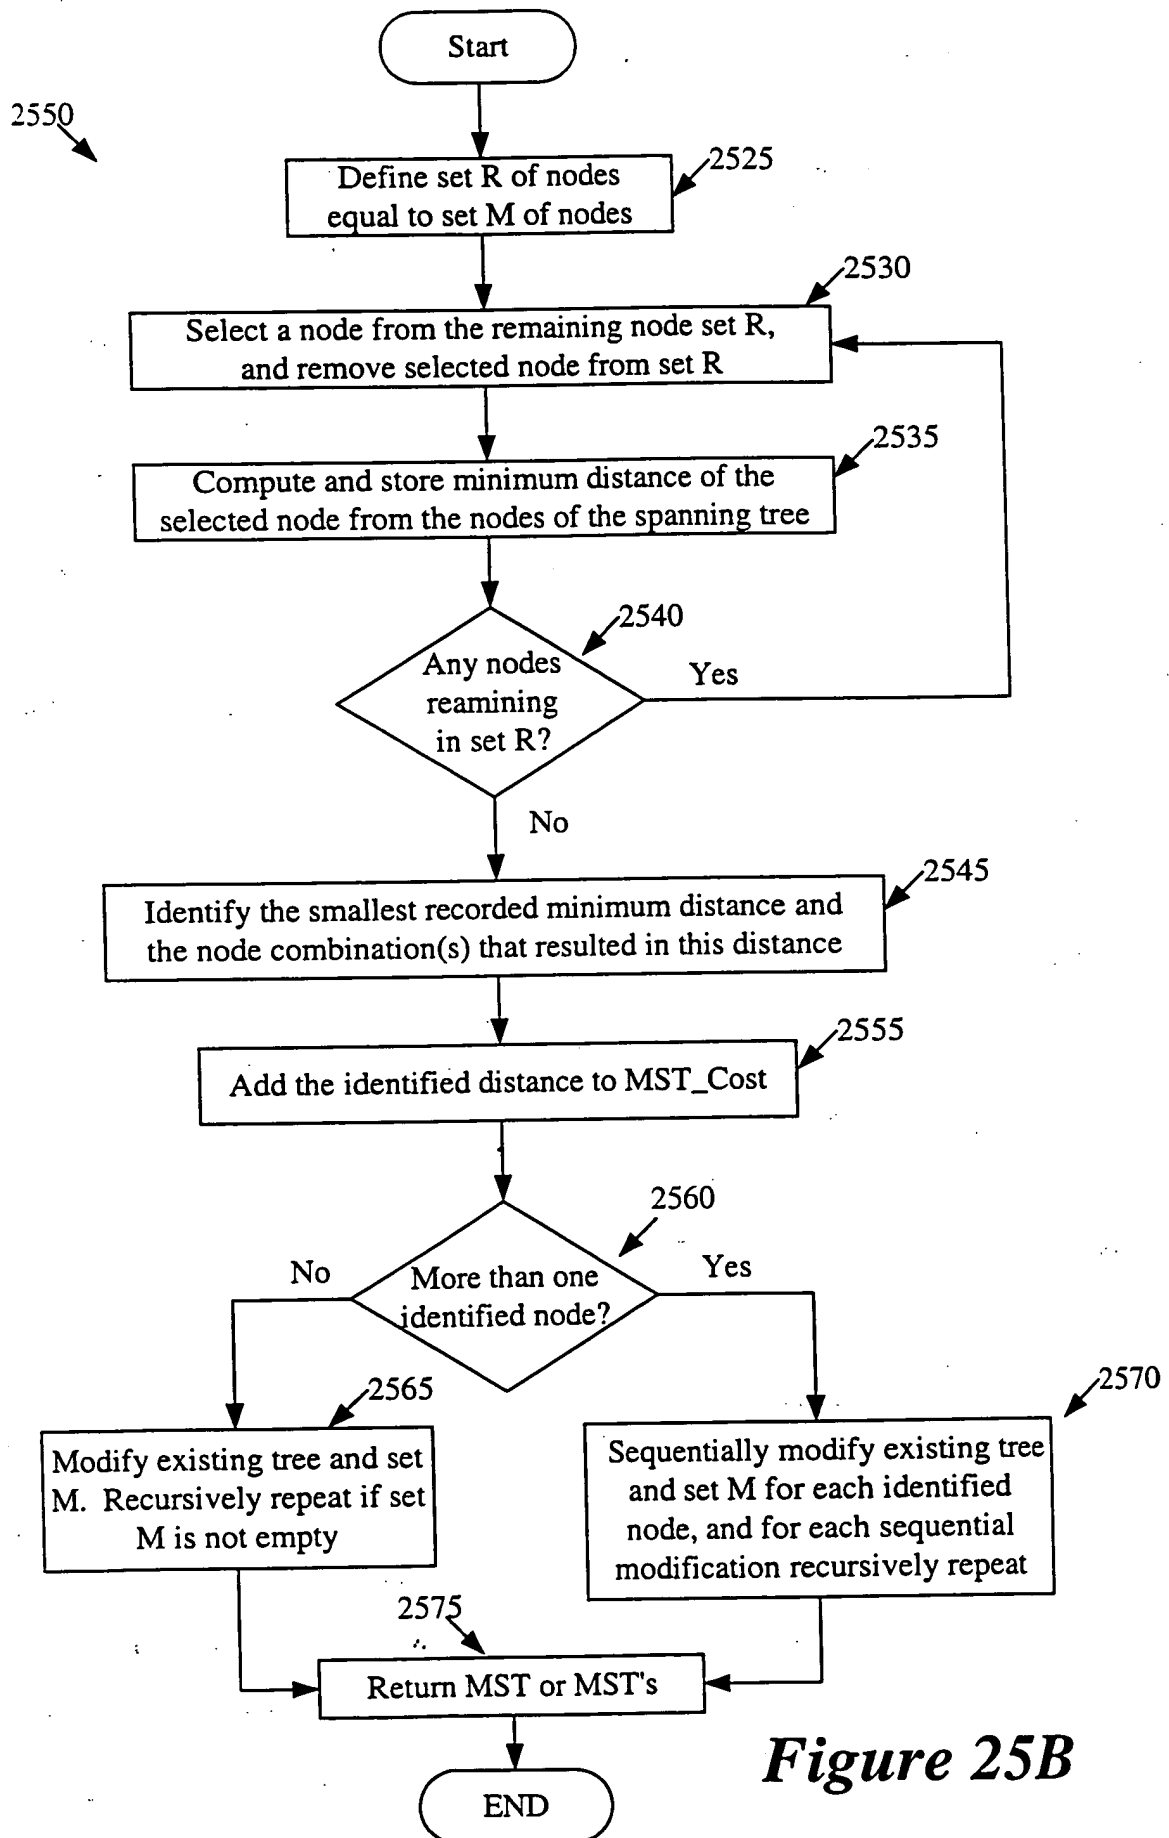 Start
2550
2525
Define set R of nodes
equal to set M of nodes
2530
Select a node from the remaining node set R,
and remove selected node from set R
2535
Compute and store minimum distance of the
selected node from the nodes of the spanning tree
2540
Any nodes
reamining
in set R?
Yes
No
2545
Identify the smallest recorded minimum distance and
the node combination(s) that resulted in this distance
2555
Add the identified distance to MST_Cost
2560
More than one
identified node?
No
Yes
2565
Modify existing tree and set
M. Recursively repeat if set
M is not empty
2570
Sequentially modify existing tree
and set M for each identified
node, and for each sequential
modification recursively repeat
2575
Return MST or MST's
END
Figure 25B